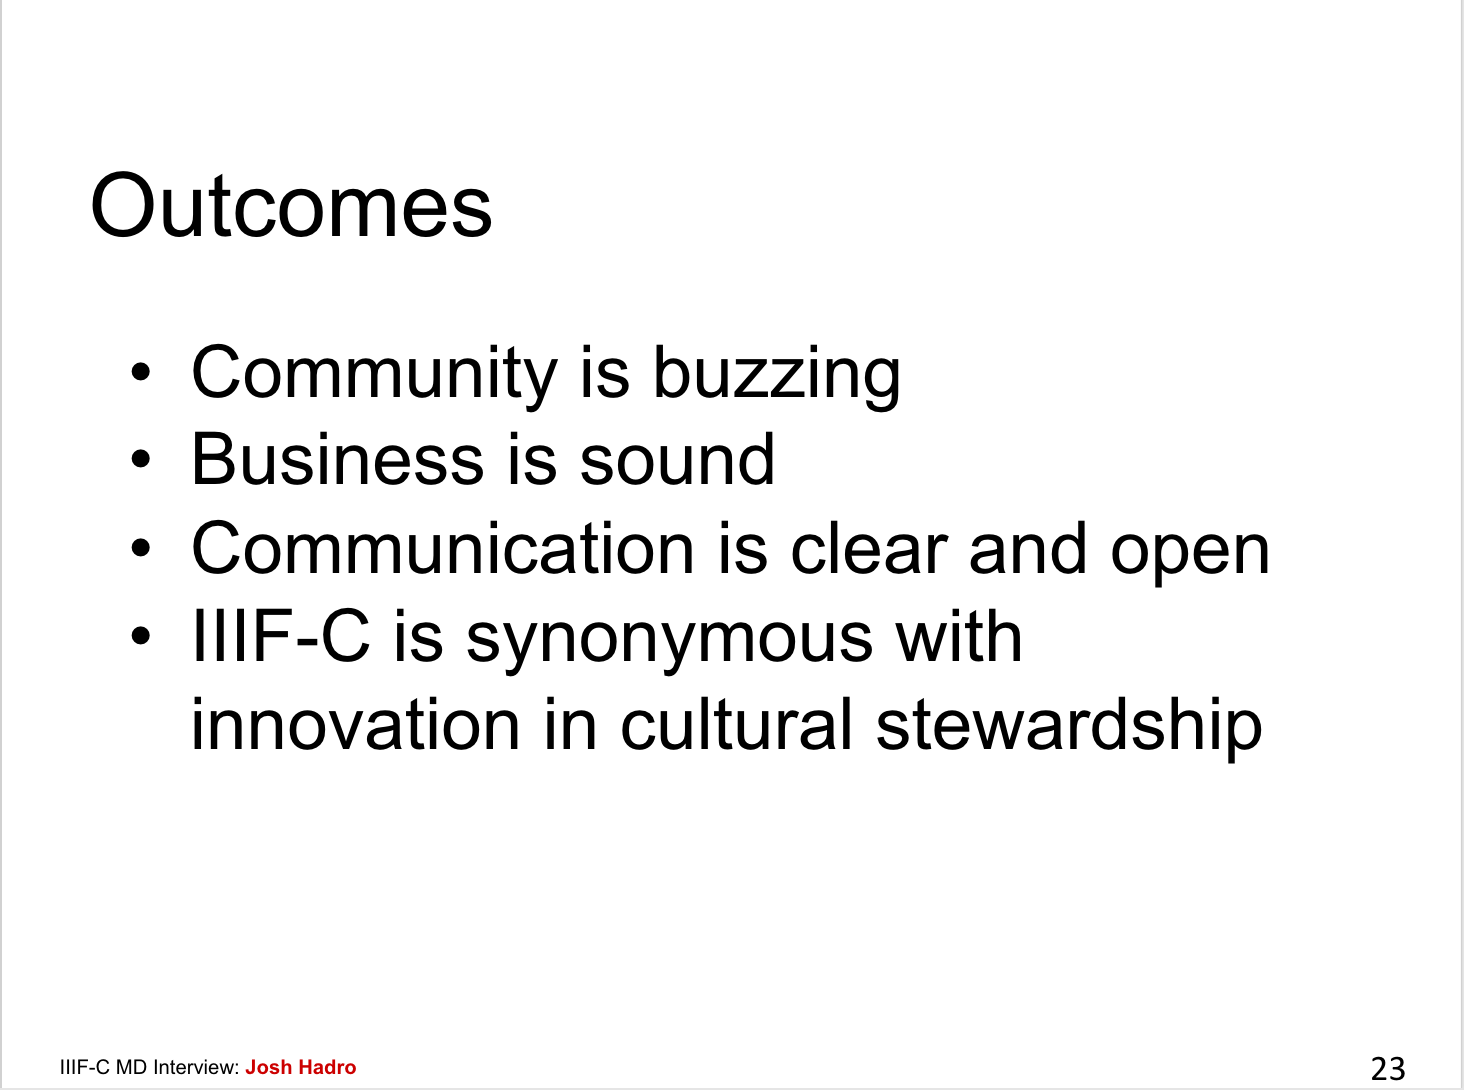 Outcomes
• Community is buzzing
• Business is sound
• Communication is clear and open
• IIIF-C is synonymous with
innovation in cultural stewardship
IIIF-C MD Interview: Josh Hadro
23